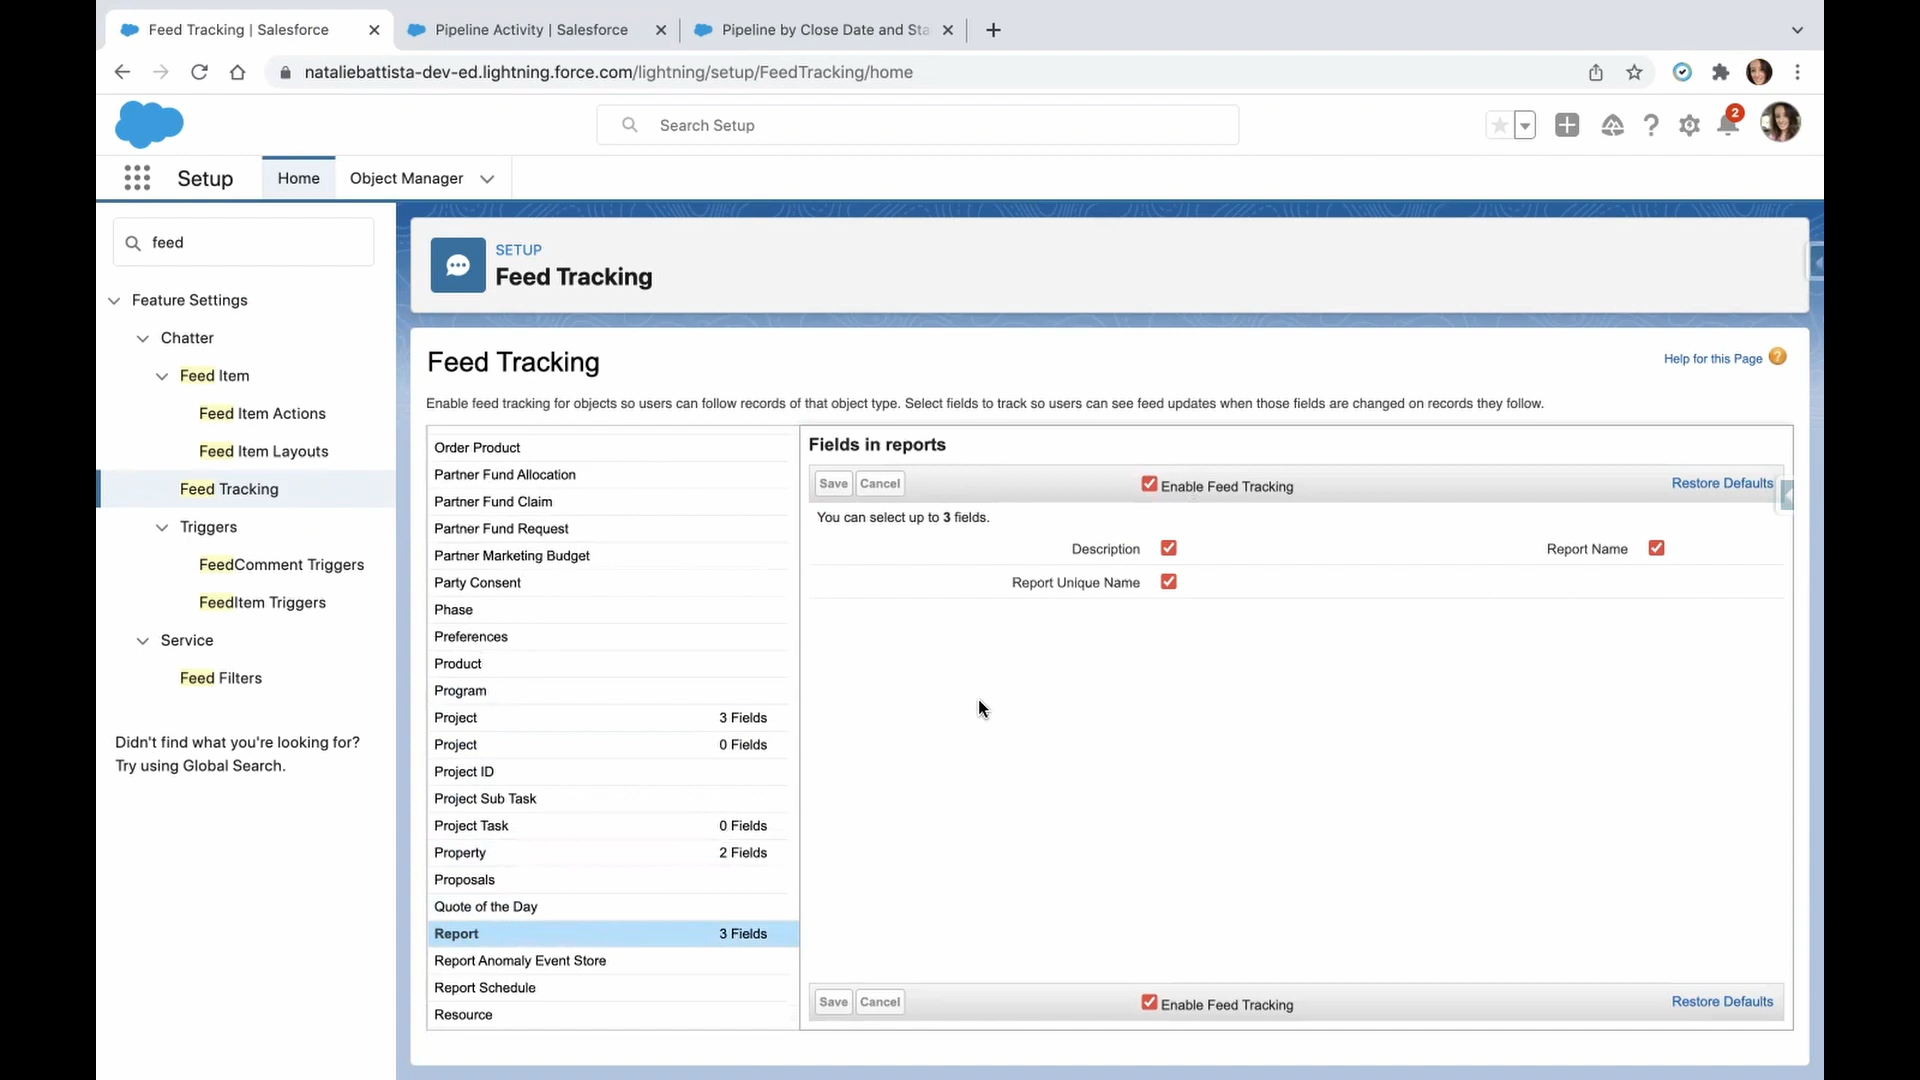 Feed Tracking | Salesforce
Pipeline Activity | Salesforce
Pipeline by Close Date and Sta
nataliebattista-dev-ed.lightning.force.com/lightning/setup/FeedTracking/home
Search Setup
2
Setup
Home
Object Manager
feed
Feature Settings
Chatter
Feed Item
Feed Item Actions
Feed Item Layouts
Feed Tracking
Triggers
FeedComment Triggers
FeedItem Triggers
Service
Feed Filters
Didn't find what you're looking for?
Try using Global Search.
SETUP
Feed Tracking
Feed Tracking
Help for this Page
Enable feed tracking for objects so users can follow records of that object type. Select fields to track so users can see feed updates when those fields are changed on records they follow.
Order Product
Partner Fund Allocation
Partner Fund Claim
Partner Fund Request
Partner Marketing Budget
Party Consent
Phase
Preferences
Product
Program
Project 3 Fields
Project 0 Fields
Project ID
Project Sub Task
Project Task 0 Fields
Property 2 Fields
Proposals
Quote of the Day
Report 3 Fields
Report Anomaly Event Store
Report Schedule
Resource
Fields in reports
Save Cancel Enable Feed Tracking Restore Defaults
You can select up to 3 fields.
Description Report Name
Report Unique Name
Save Cancel Enable Feed Tracking Restore Defaults